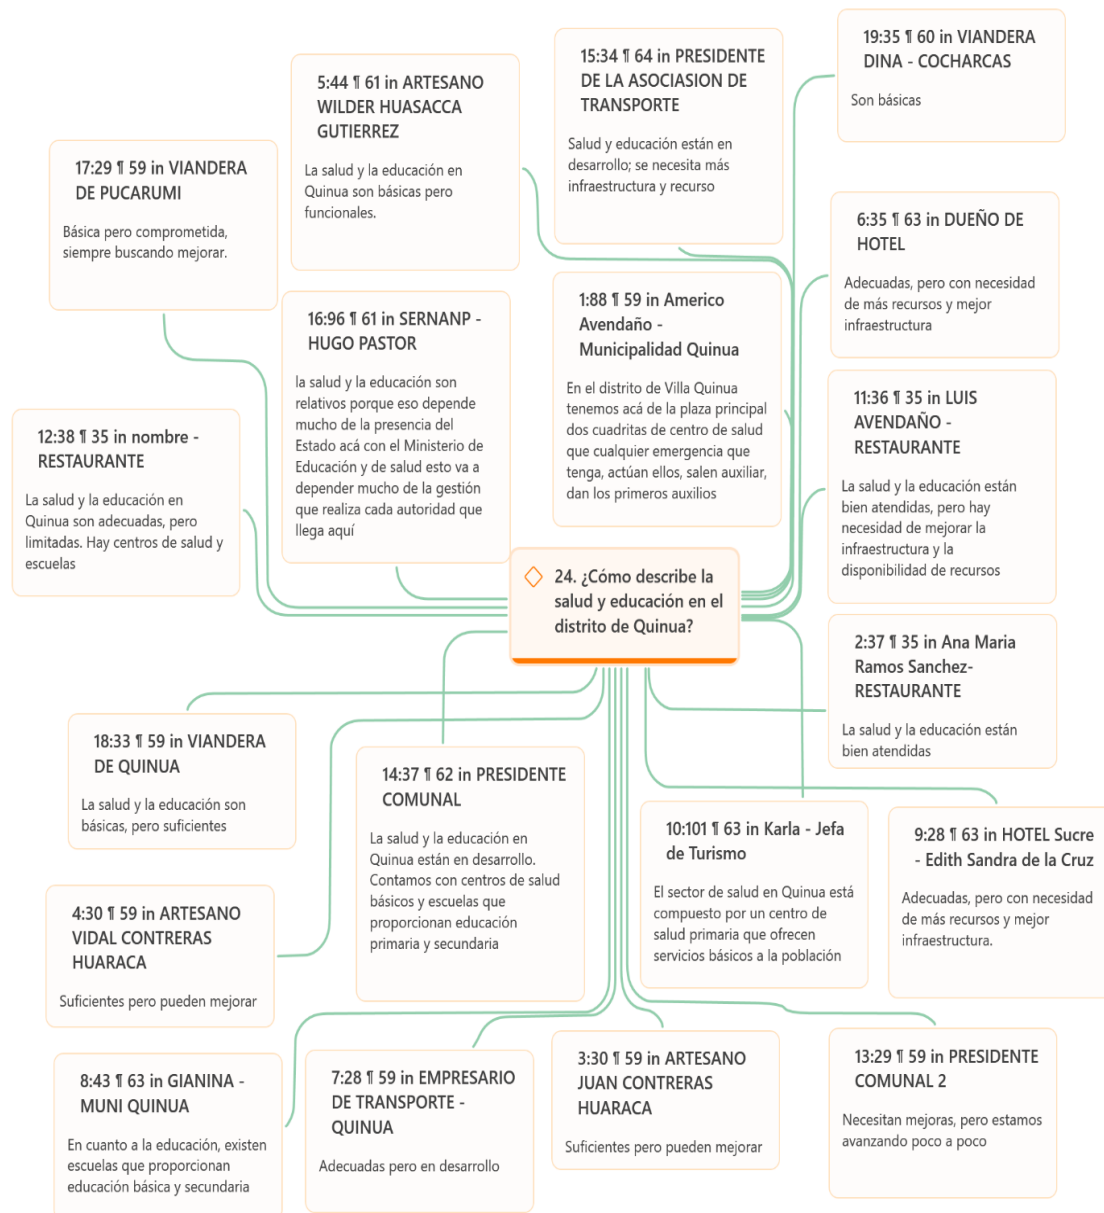 19:35 ¶ 60 in VIANDERA
DINA - COCHARCAS
Son básicas
15:34 ¶ 64 in PRESIDENTE
DE LA ASOCIASION DE
TRANSPORTE
Salud y educación están en
desarrollo; se necesita más
infraestructura y recurso
5:44 ¶ 61 in ARTESANO
WILDER HUASACCA
GUTIERREZ
La salud y la educación en
Quinua son básicas pero
funcionales.
17:29 ¶ 59 in VIANDERA
DE PUCARUMI
Básica pero comprometida,
siempre buscando mejorar.
6:35 ¶ 63 in DUEÑO DE
HOTEL
Adecuadas, pero con necesidad
de más recursos y mejor
infraestructura
1:88 ¶ 59 in Americo
Avendaño -
Municipalidad Quinua
En el distrito de Villa Quinua
tenemos acá de la plaza principal
dos cuadritas de centro de salud
que cualquier emergencia que
tenga, actúan ellos, salen auxiliar,
dan los primeros auxilios
16:96 ¶ 61 in SERNANP -
HUGO PASTOR
la salud y la educación son
relativos porque eso depende
mucho de la presencia del
Estado acá con el Ministerio de
Educación y de salud esto va a
depender mucho de la gestión
que realiza cada autoridad que
llega aquí
11:36 ¶ 35 in LUIS
AVENDAÑO -
RESTAURANTE
La salud y la educación están
bien atendidas, pero hay
necesidad de mejorar la
infraestructura y la
disponibilidad de recursos
12:38 ¶ 35 in nombre -
RESTAURANTE
La salud y la educación en
Quinua son adecuadas, pero
limitadas. Hay centros de salud y
escuelas
24. ¿Cómo describe la
salud y educación en el
distrito de Quinua?
2:37 ¶ 35 in Ana Maria
Ramos Sanchez-
RESTAURANTE
La salud y la educación están
bien atendidas
18:33 ¶ 59 in VIANDERA
DE QUINUA
La salud y la educación son
básicas, pero suficientes
14:37 ¶ 62 in PRESIDENTE
COMUNAL
La salud y la educación en
Quinua están en desarrollo.
Contamos con centros de salud
básicos y escuelas que
proporcionan educación
primaria y secundaria
10:101 ¶ 63 in Karla - Jefa
de Turismo
El sector de salud en Quinua está
compuesto por un centro de
salud primaria que ofrecen
servicios básicos a la población
9:28 ¶ 63 in HOTEL Sucre
- Edith Sandra de la Cruz
Adecuadas, pero con necesidad
de más recursos y mejor
infraestructura.
4:30 ¶ 59 in ARTESANO
VIDAL CONTRERAS
HUARACA
Suficientes pero pueden mejorar
8:43 ¶ 63 in GIANINA -
MUNI QUINUA
En cuanto a la educación, existen
escuelas que proporcionan
educación básica y secundaria
7:28 ¶ 59 in EMPRESARIO
DE TRANSPORTE -
QUINUA
Adecuadas pero en desarrollo
3:30 ¶ 59 in ARTESANO
JUAN CONTRERAS
HUARACA
Suficientes pero pueden mejorar
13:29 ¶ 59 in PRESIDENTE
COMUNAL 2
Necesitan mejoras, pero estamos
avanzando poco a poco